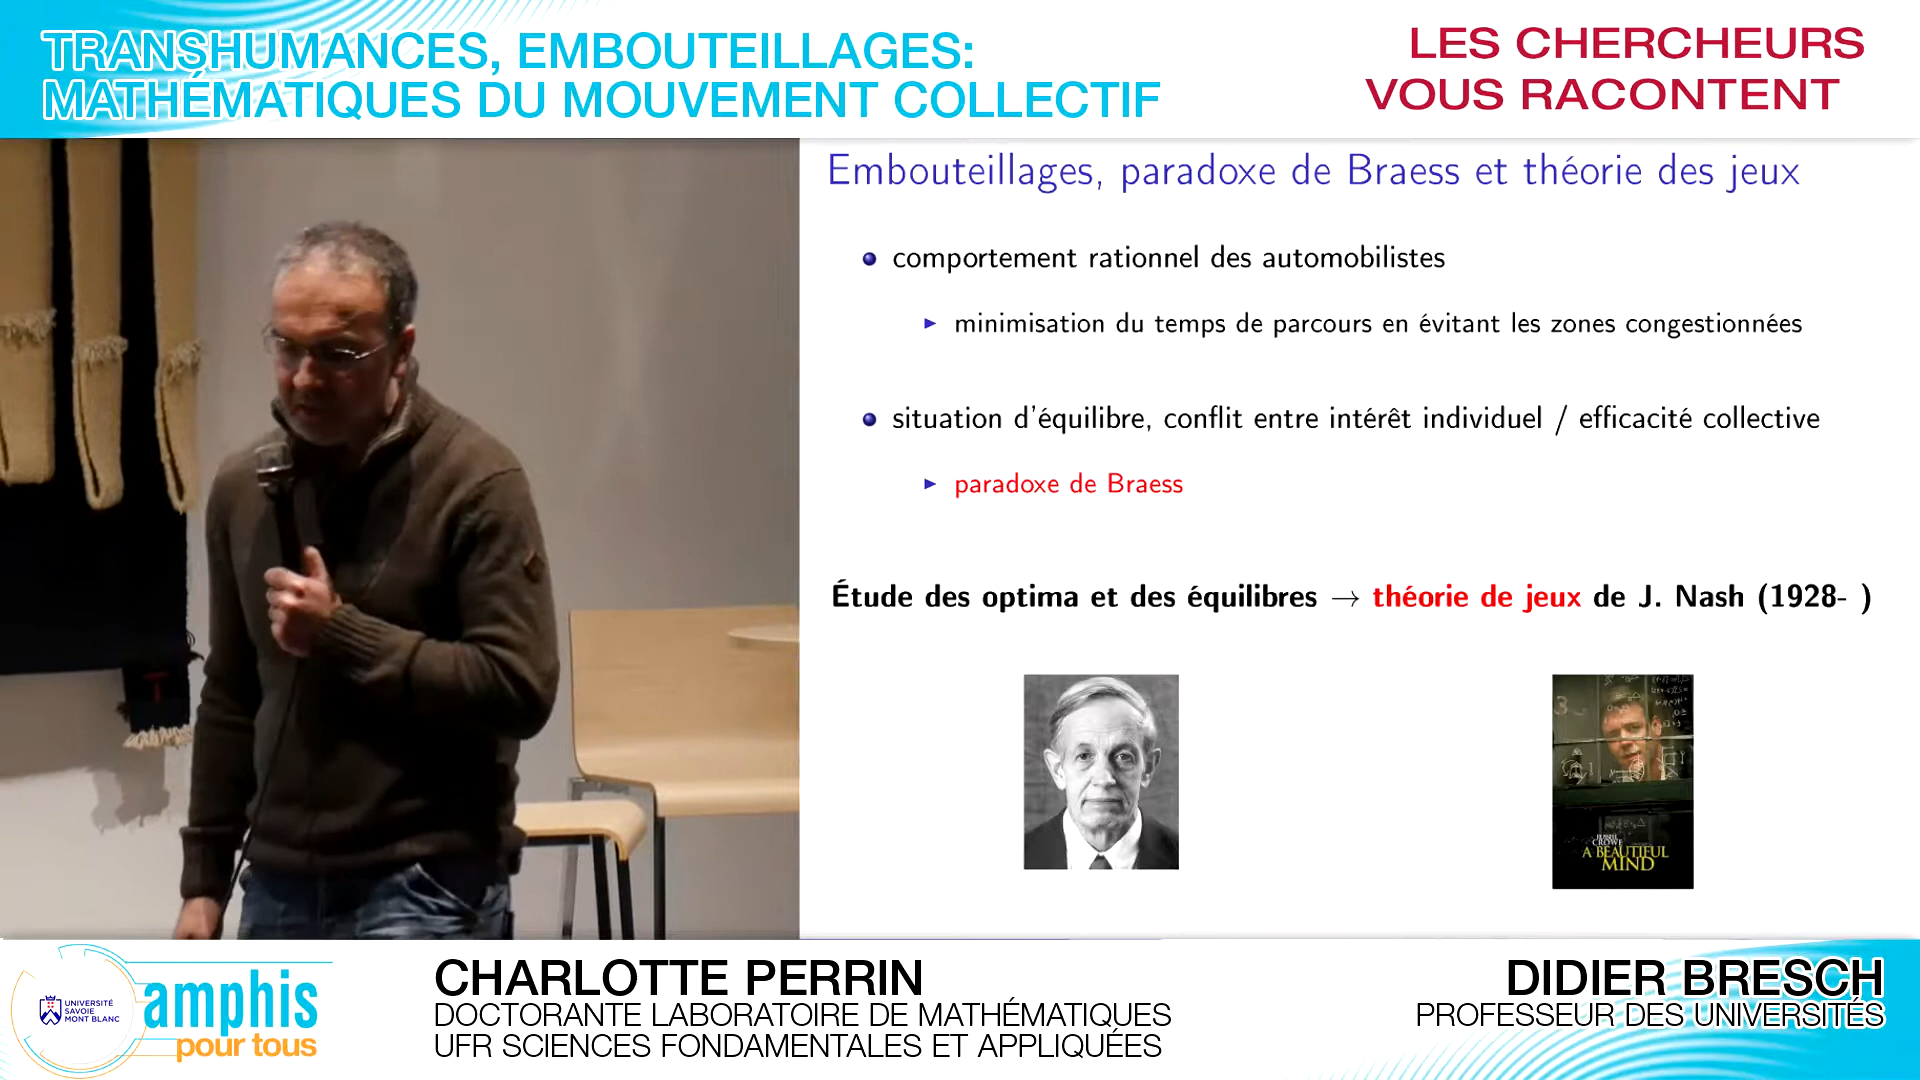 TRANSHUMANCES, EMBOUTEILLAGES:
MATHÉMATIQUES DU MOUVEMENT COLLECTIF
LES CHERCHEURS
VOUS RACONTENT
Embouteillages, paradoxe de Braess et théorie des jeux
comportement rationnel des automobilistes
minimisation du temps de parcours en évitant les zones congestionnées
situation d'équilibre, conflit entre intérêt individuel / efficacité collective
paradoxe de Braess
Étude des optima et des équilibres → théorie de jeux de J. Nash (1928- )
RUSSELL
CROWE
A BEAUTIFUL
MIND
UNIVERSITÉ
SAVOIE
MONT BLANC
amphis
pour tous
CHARLOTTE PERRIN
DOCTORANTE LABORATOIRE DE MATHÉMATIQUES
UFR SCIENCES FONDAMENTALES ET APPLIQUÉES
DIDIER BRESCH
PROFESSEUR DES UNIVERSITÉS